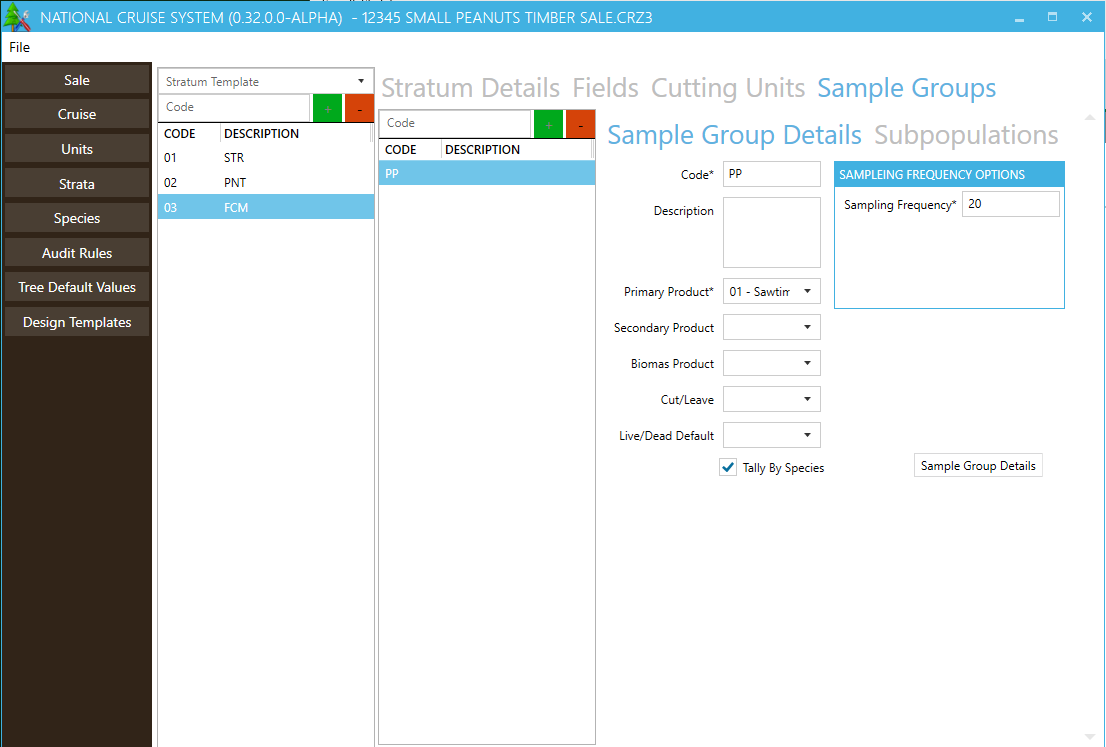 NATIONAL CRUISE SYSTEM (0.32.0.0-ALPHA) - 12345 SMALL PEANUTS TIMBER SALE.CRZ3
File
Sale
Cruise
Units
Strata
Species
Audit Rules
Tree Default Values
Design Templates
Stratum Template
Code
+ -
CODE DESCRIPTION
01 STR
02 PNT
03 FCM
Stratum Details Fields Cutting Units Sample Groups
Code
+ -
CODE DESCRIPTION
PP
Sample Group Details Subpopulations
Code* PP
Description
Primary Product* 01 - Sawtim
Secondary Product
Biomas Product
Cut/Leave
Live/Dead Default
Tally By Species
SAMPLEING FREQUENCY OPTIONS
Sampling Frequency* 20
Sample Group Details